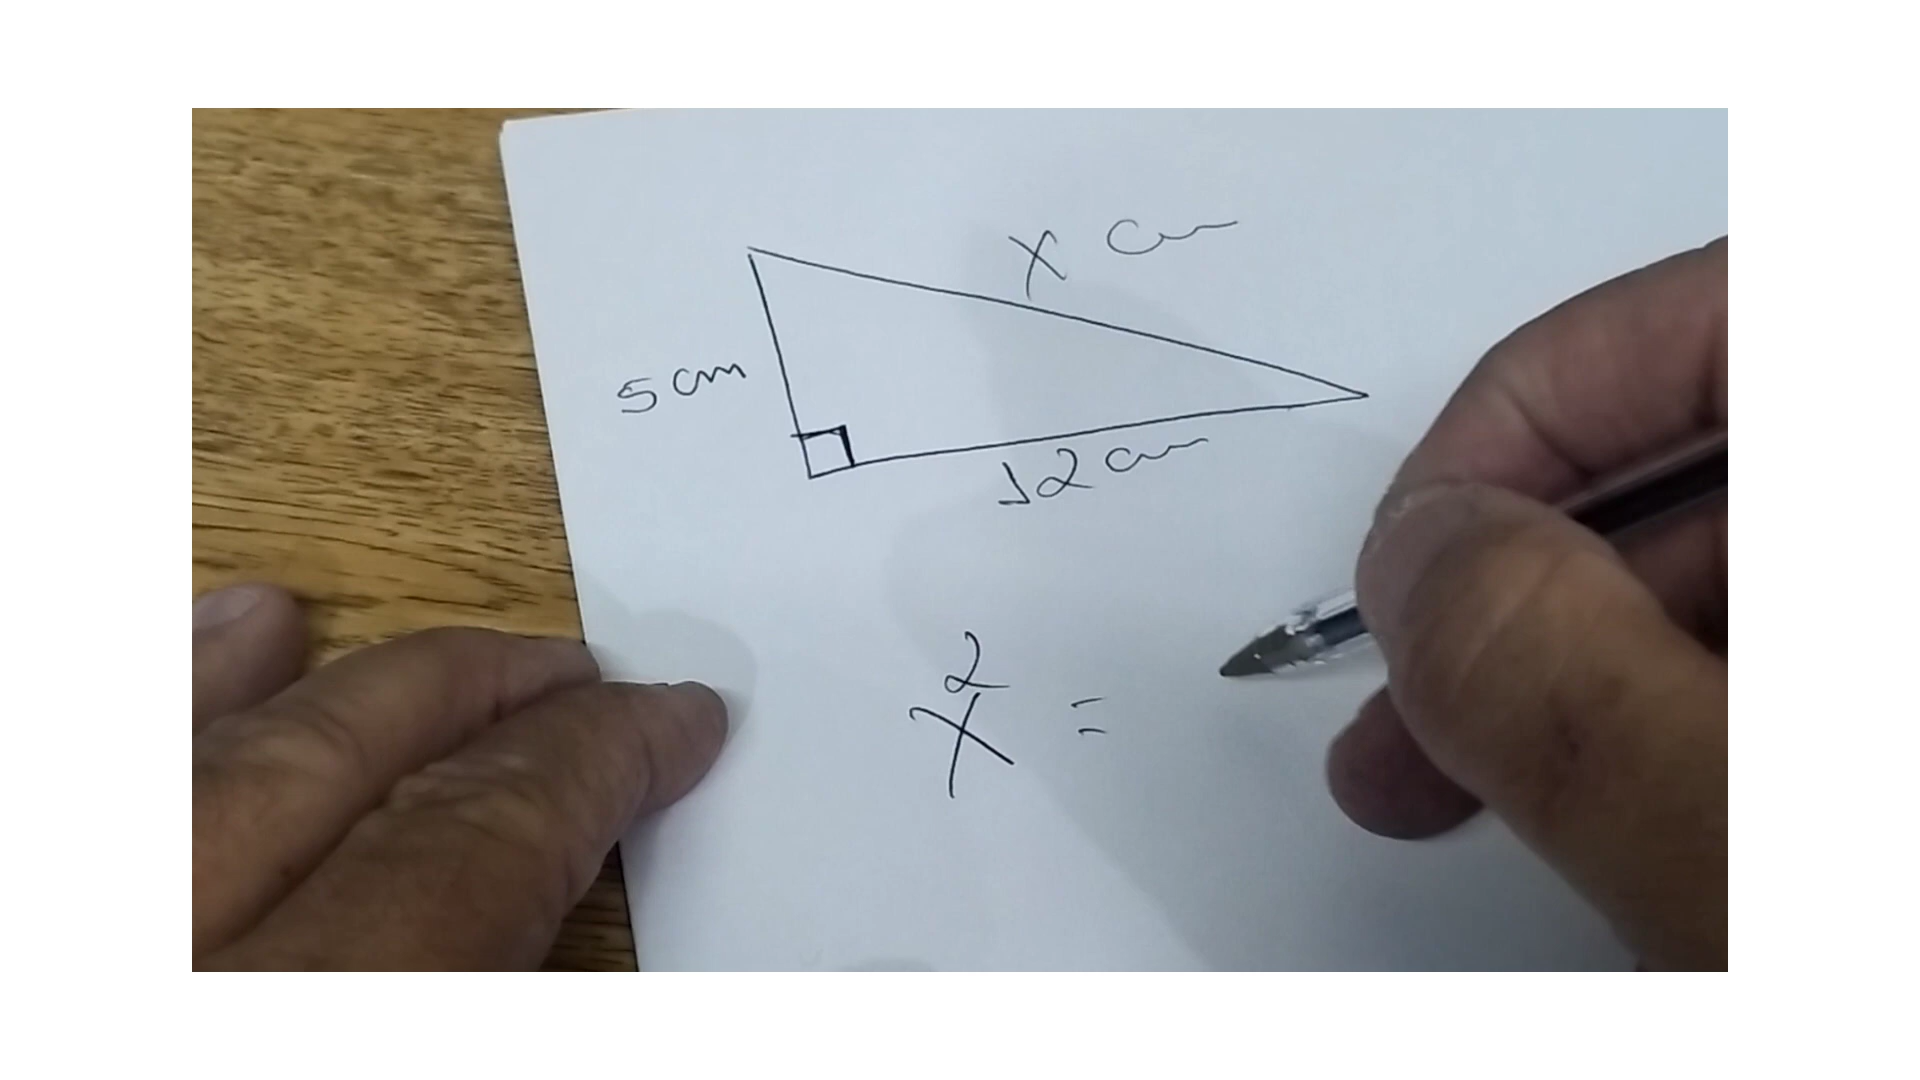 x cm
5 cm
12 cm
x² =